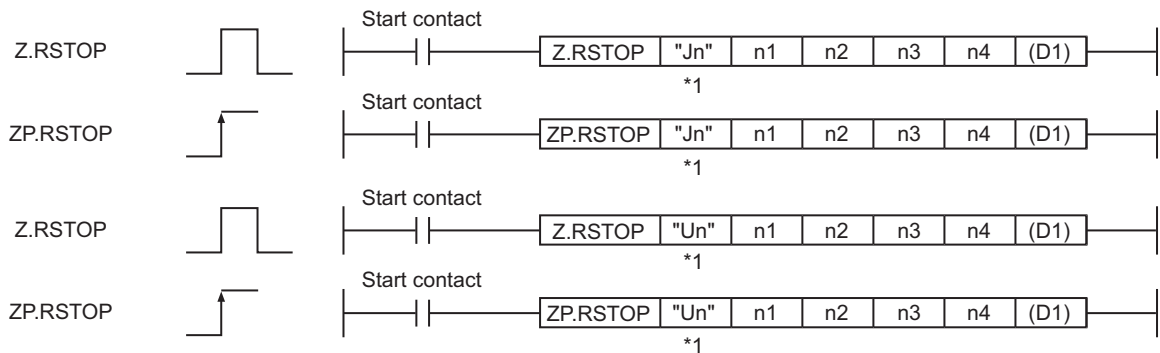 Start contact
Z.RSTOP Z.RSTOP "Jn" n1 n2 n3 n4 (D1)
*1
Start contact
ZP.RSTOP ZP.RSTOP "Jn" n1 n2 n3 n4 (D1)
*1
Start contact
Z.RSTOP Z.RSTOP "Un" n1 n2 n3 n4 (D1)
*1
Start contact
ZP.RSTOP ZP.RSTOP "Un" n1 n2 n3 n4 (D1)
*1